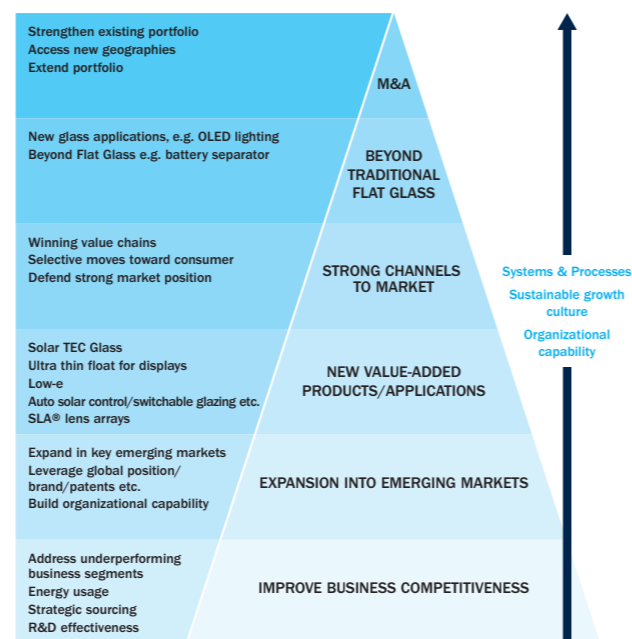 Strengthen existing portfolio
Access new geographies
Extend portfolio
M&A
New glass applications, e.g. OLED lighting
Beyond Flat Glass e.g. battery separator
BEYOND
TRADITIONAL
FLAT GLASS
Winning value chains
Selective moves toward consumer
Defend strong market position
STRONG CHANNELS
TO MARKET
Solar TEC Glass
Ultra thin float for displays
Low-e
Auto solar control/switchable glazing etc.
SLA® lens arrays
NEW VALUE-ADDED
PRODUCTS/APPLICATIONS
Expand in key emerging markets
Leverage global position/
brand/patents etc.
Build organizational capability
EXPANSION INTO EMERGING MARKETS
Address underperforming
business segments
Energy usage
Strategic sourcing
R&D effectiveness
IMPROVE BUSINESS COMPETITIVENESS
Systems & Processes
Sustainable growth
culture
Organizational
capability